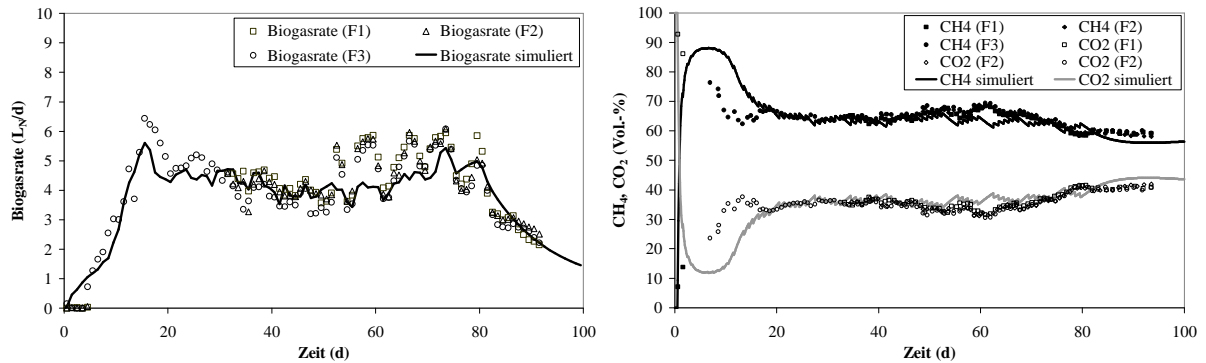 Biogasrate (L_N/d)
10
9
8
7
6
5
4
3
2
1
0
Biogasrate (F1)
Biogasrate (F2)
Biogasrate (F3)
Biogasrate simuliert
0
20
40
60
80
100
Zeit (d)
CH4, CO2 (Vol.-%)
100
90
80
70
60
50
40
30
20
10
0
CH4 (F1)
CH4 (F2)
CH4 (F3)
CO2 (F1)
CO2 (F2)
CO2 (F2)
CH4 simuliert
CO2 simuliert
0
20
40
60
80
100
Zeit (d)